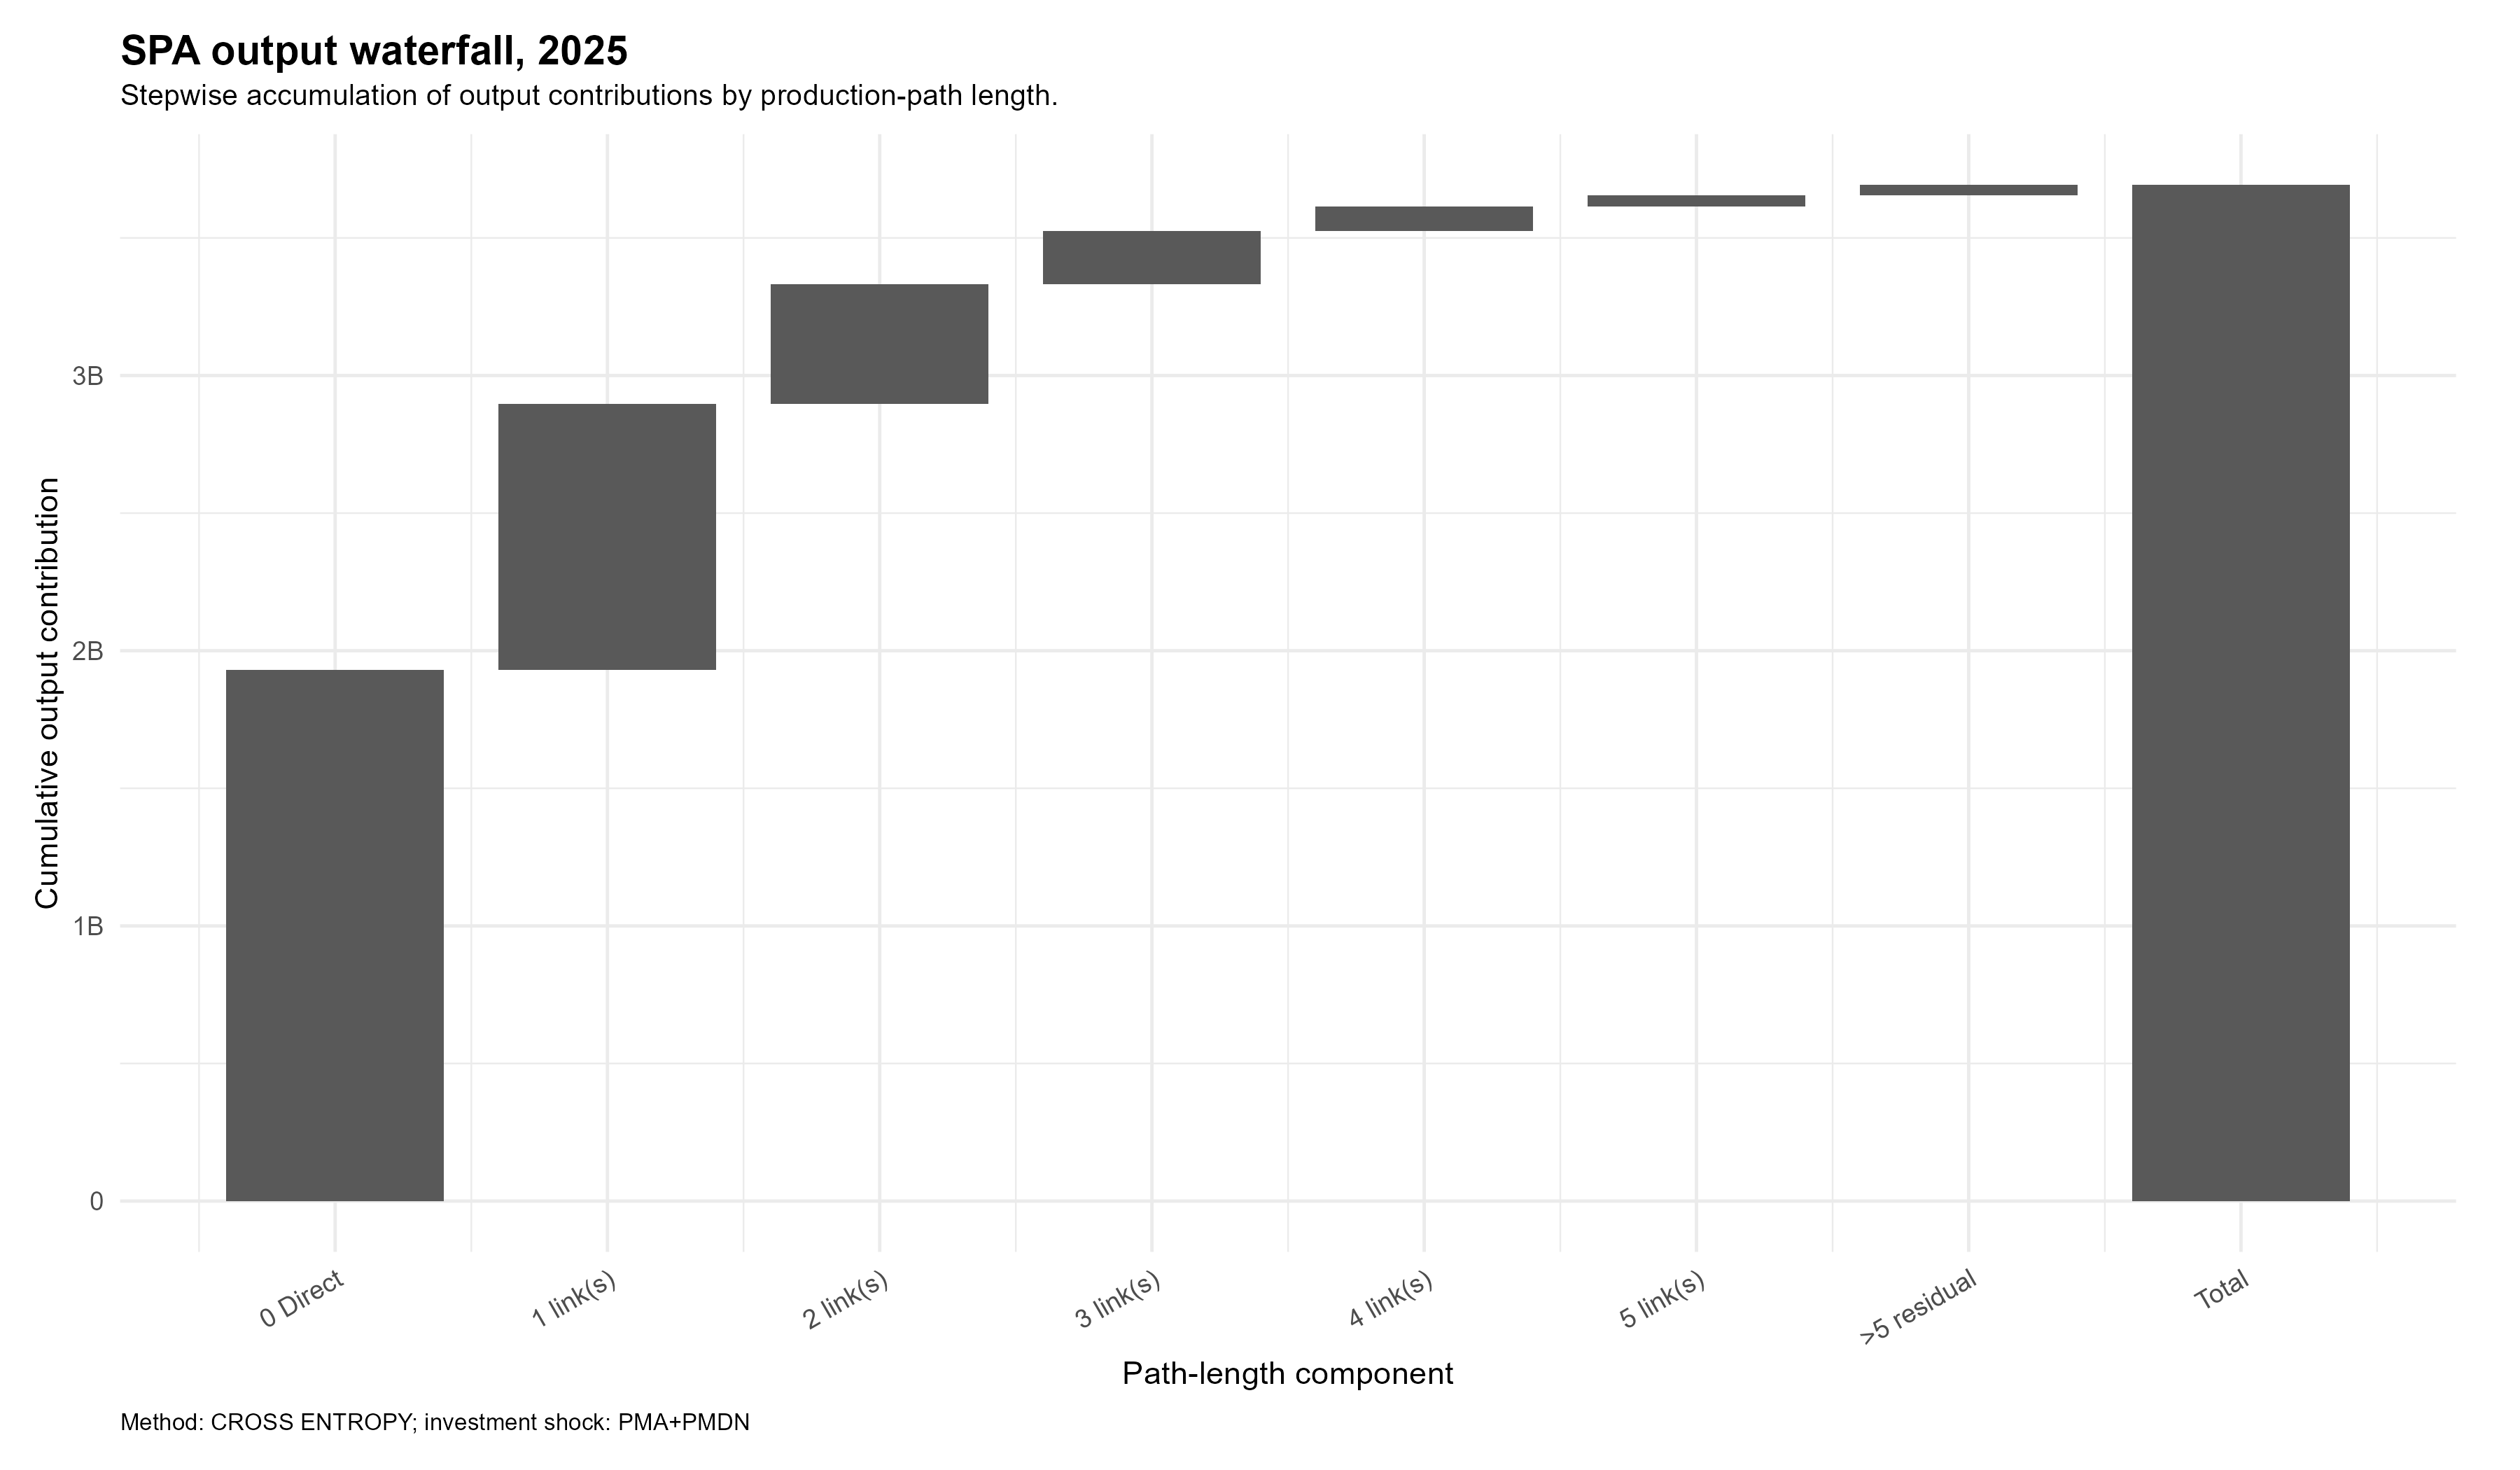 SPA output waterfall, 2025
Stepwise accumulation of output contributions by production-path length.
Cumulative output contribution
3B
2B
1B
0
0 Direct
1 link(s)
2 link(s)
3 link(s)
4 link(s)
5 link(s)
>5 residual
Total
Path-length component
Method: CROSS ENTROPY; investment shock: PMA+PMDN